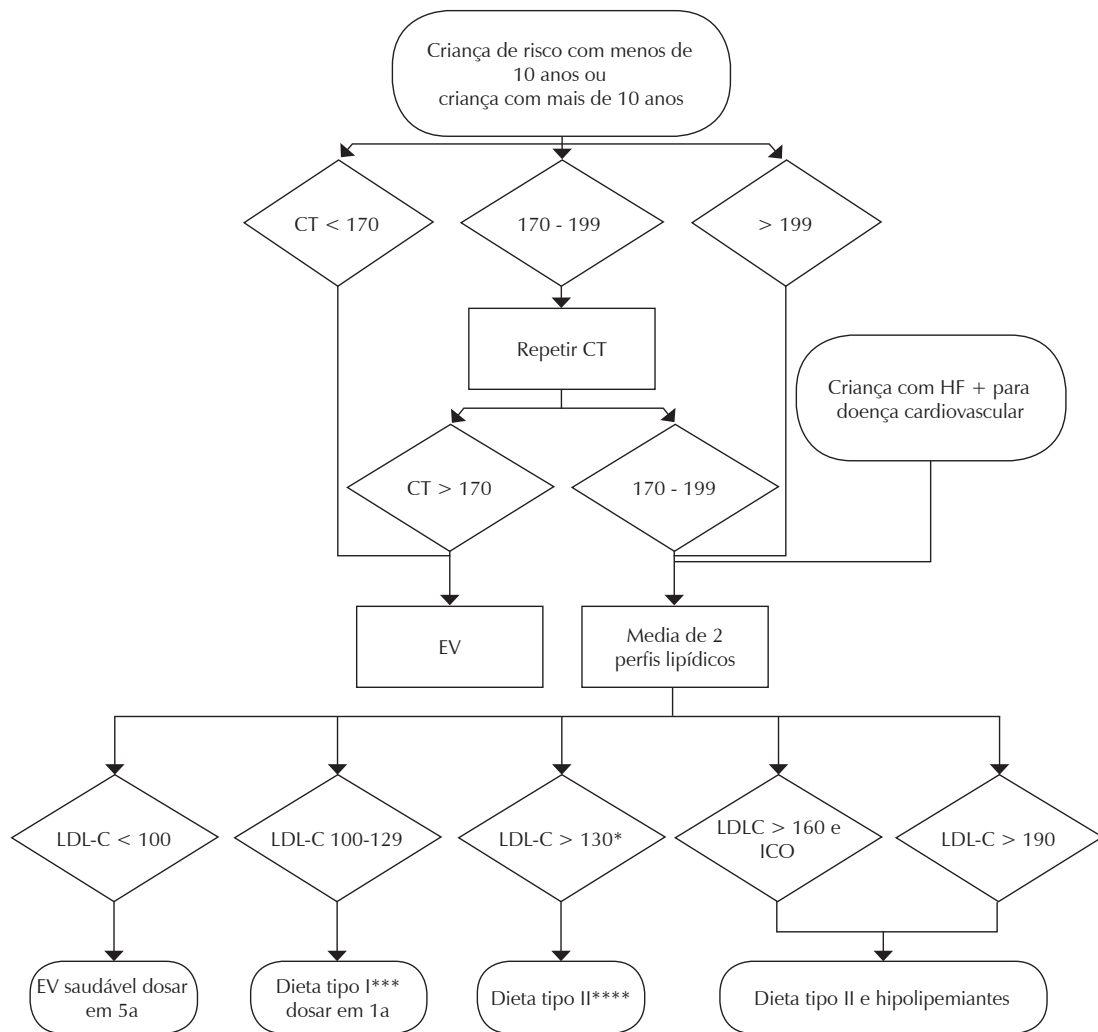 Criança de risco com menos de
10 anos ou
criança com mais de 10 anos
CT < 170
170 - 199
> 199
Repetir CT
Criança com HF + para
doença cardiovascular
CT > 170
170 - 199
EV
Media de 2
perfis lipídicos
LDL-C < 100
LDL-C 100-129
LDL-C > 130*
LDLC > 160 e
ICO
LDL-C > 190
EV saudável dosar
em 5a
Dieta tipo I***
dosar em 1a
Dieta tipo II****
Dieta tipo II e hipolipemiantes